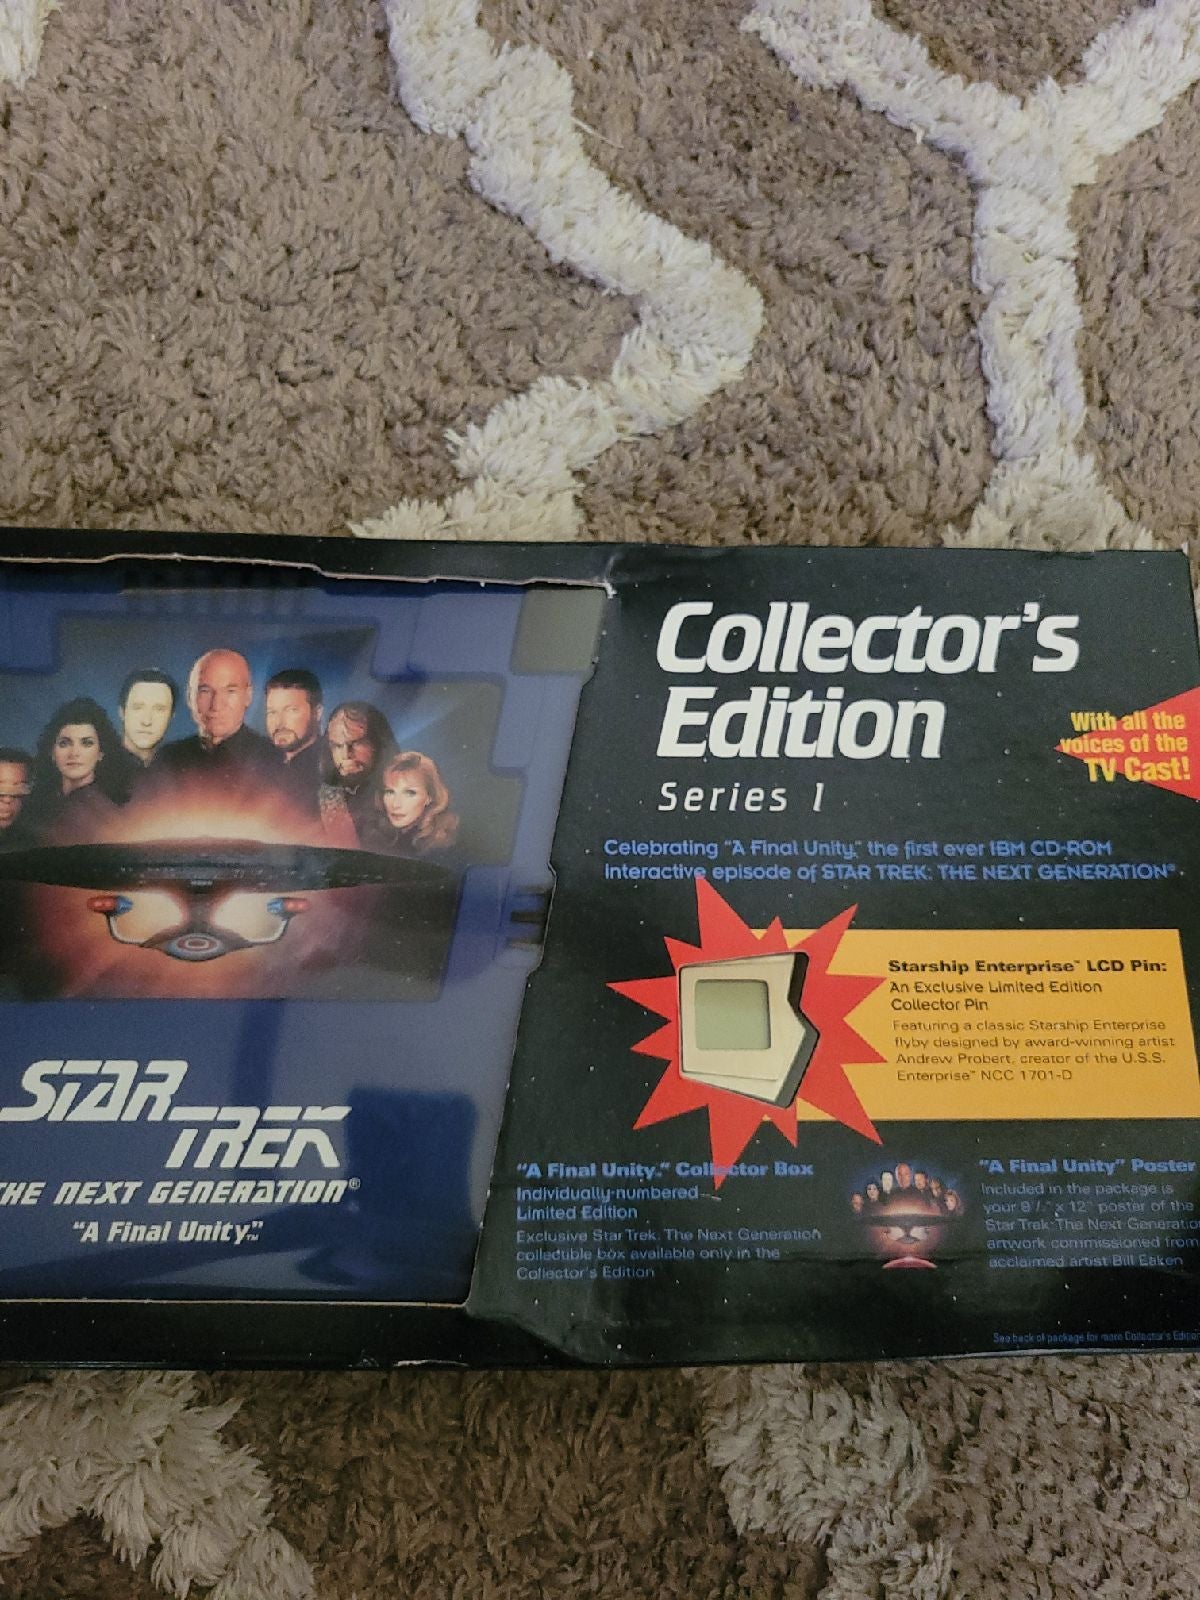 Collector's
Edition
Series 1
With all the
voices of the
TV Cast!
Celebrating "A Final Unity," the first ever IBM CD-ROM
Interactive episode of STAR TREK: THE NEXT GENERATION®.
Starship Enterprise™ LCD Pin:
An Exclusive Limited Edition
Collector Pin
Featuring a classic Starship Enterprise
flyby designed by award-winning artist
Andrew Probert, creator of the U.S.S.
Enterprise™ NCC 1701-D
STAR
TREK
THE NEXT GENERATION®
"A Final Unity"™
"A Final Unity," Collector Box
Individually-numbered
Limited Edition
Exclusive Star Trek: The Next Generation
collectible box available only in the
Collector's Edition
"A Final Unity" Poster
Included in the package is
your x 12" poster of the
Star Trek: The Next Generation
artwork commissioned from
acclaimed artist Bill Eaken
See back of package for more Collector's Edition